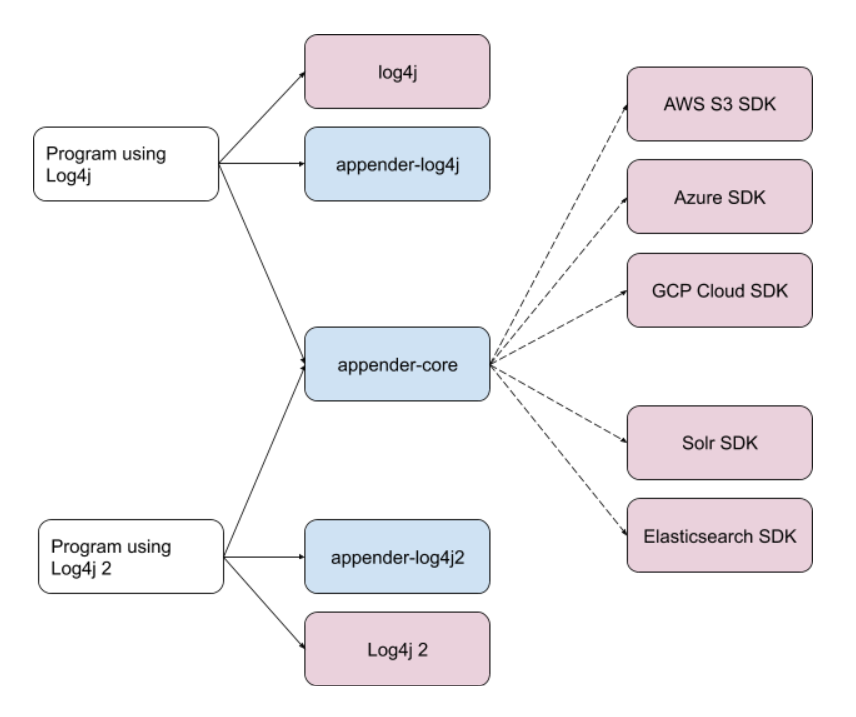 log4j
AWS S3 SDK
Program using
Log4j
appender-log4j
Azure SDK
GCP Cloud SDK
appender-core
Solr SDK
Program using
Log4j 2
appender-log4j2
Elasticsearch SDK
Log4j 2